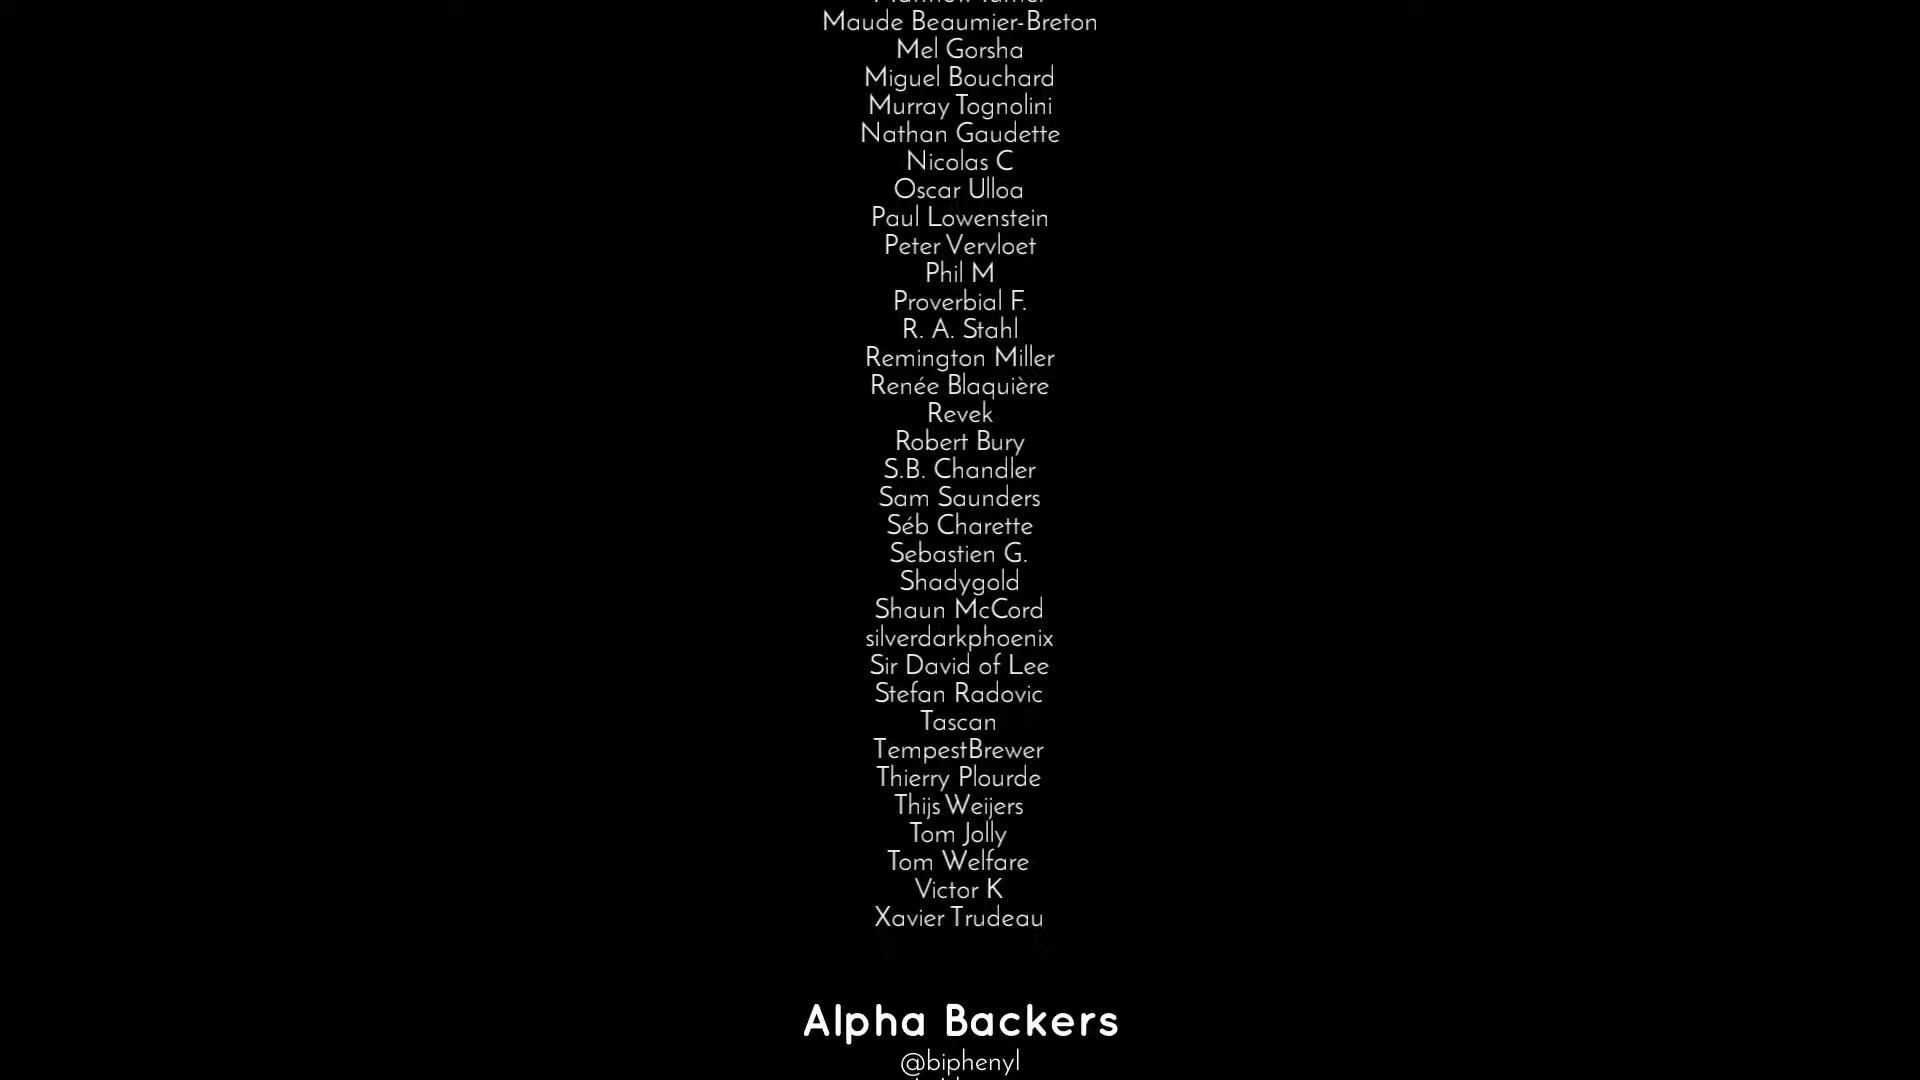 Maude Beaumier-Breton
Mel Gorsha
Miguel Bouchard
Murray Tognolini
Nathan Gaudette
Nicolas C
Oscar Ulloa
Paul Lowenstein
Peter Vervloet
Phil M
Proverbial F.
R. A. Stahl
Remington Miller
Renée Blaquière
Revek
Robert Bury
S.B. Chandler
Sam Saunders
Séb Charette
Sebastien G.
Shadygold
Shaun McCord
silverdarkphoenix
Sir David of Lee
Stefan Radovic
Tascan
TempestBrewer
Thierry Plourde
Thijs Weijers
Tom Jolly
Tom Welfare
Victor K
Xavier Trudeau
Alpha Backers
@biphenyl